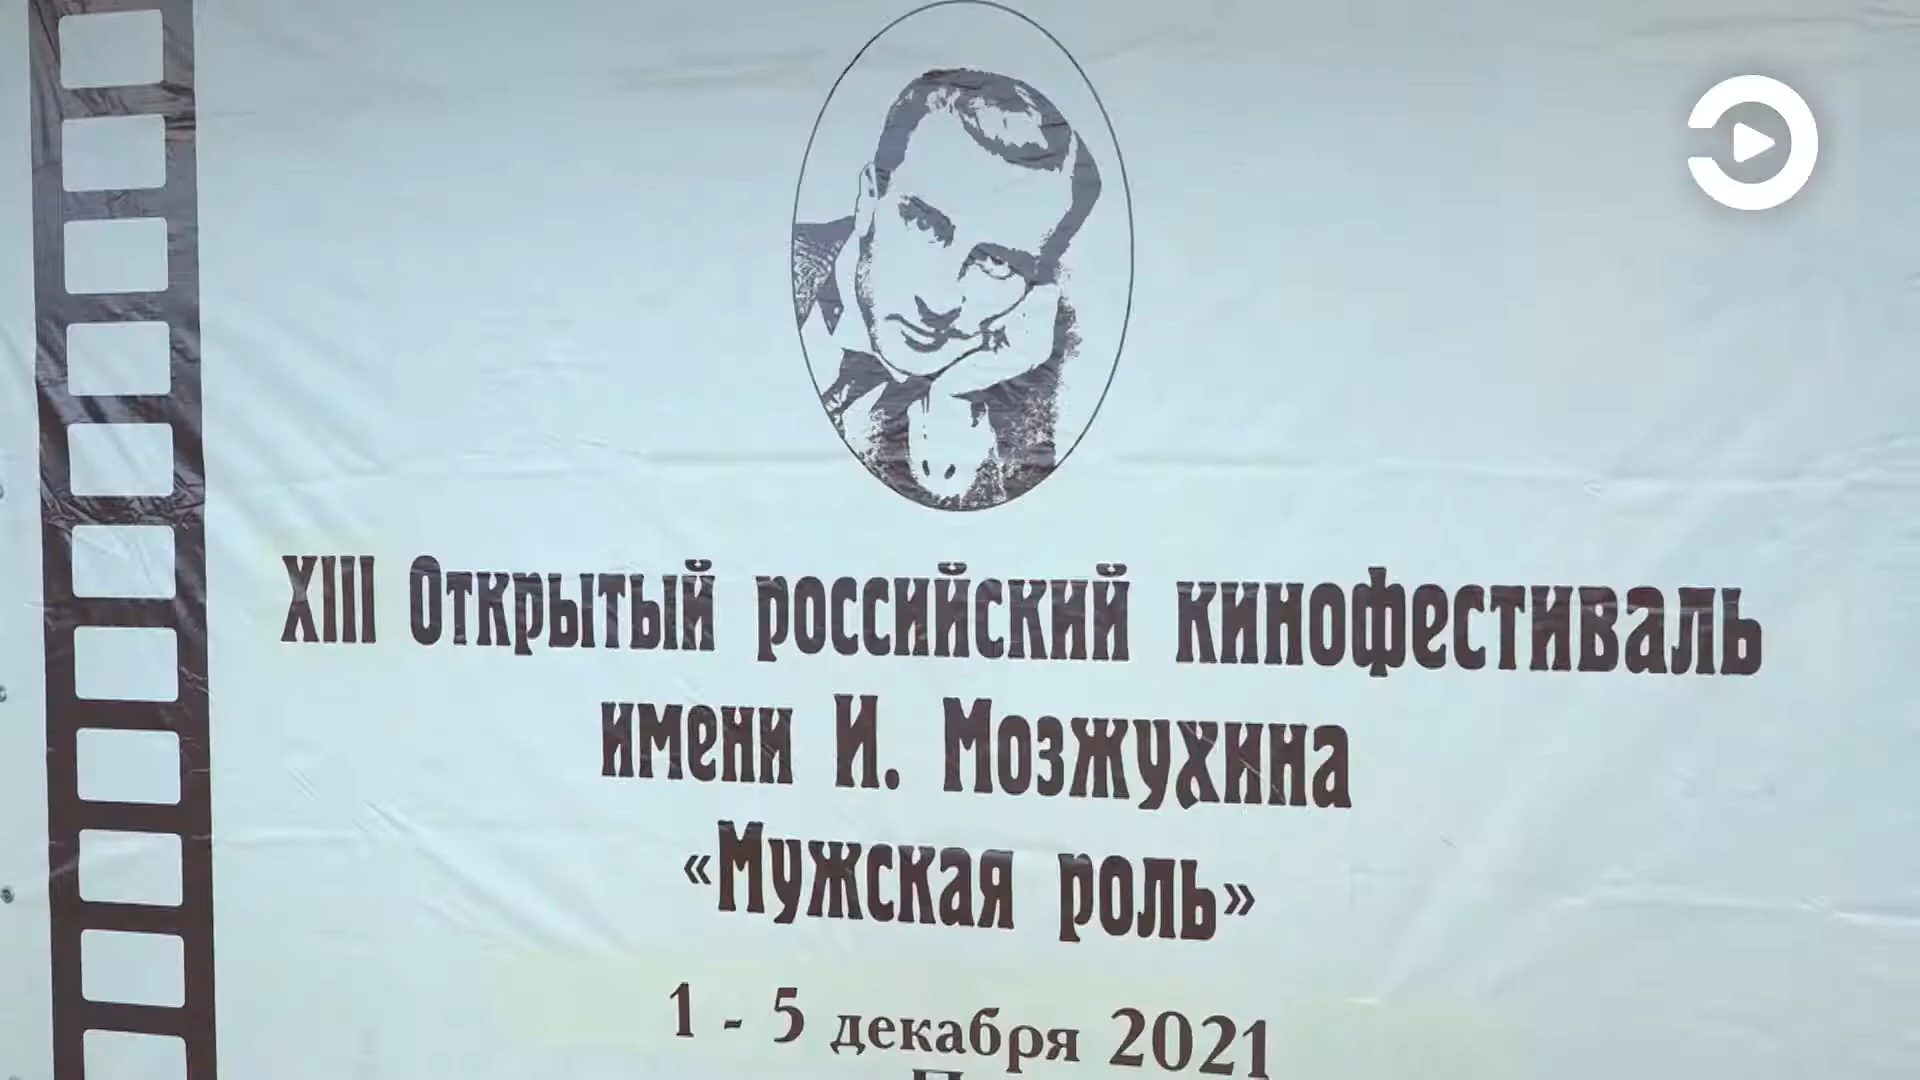 XIII Открытый российский кинофестиваль
имени И. Мозжухина
«Мужская роль»
1 - 5 декабря 2021